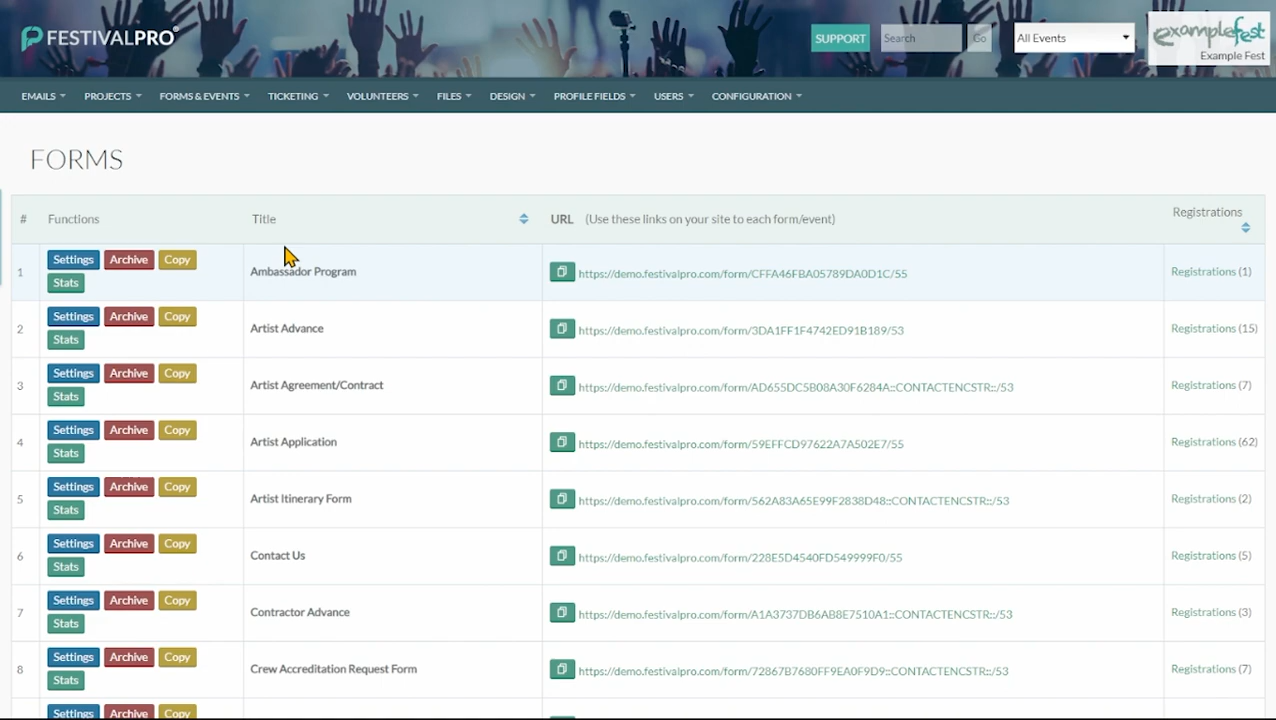 FESTIVALPRO
SUPPORT
Search
Go
All Events
examplefest
Example Fest
EMAILS
PROJECTS
FORMS & EVENTS
TICKETING
VOLUNTEERS
FILES
DESIGN
PROFILE FIELDS
USERS
CONFIGURATION
FORMS
# Functions Title URL (Use these links on your site to each form/event) Registrations
1 Settings Archive Copy Stats Ambassador Program https://demo.festivalpro.com/form/CFFA46FBA05789DA0D1C/55 Registrations (1)
2 Settings Archive Copy Stats Artist Advance https://demo.festivalpro.com/form/3DA1FF1F4742ED91B189/53 Registrations (15)
3 Settings Archive Copy Stats Artist Agreement/Contract https://demo.festivalpro.com/form/AD655DC5B08A30F6284A::CONTACTENCSTR::/53 Registrations (7)
4 Settings Archive Copy Stats Artist Application https://demo.festivalpro.com/form/59EFFCD97622A7A502E7/55 Registrations (62)
5 Settings Archive Copy Stats Artist Itinerary Form https://demo.festivalpro.com/form/562A83A65E99F2838D48::CONTACTENCSTR::/53 Registrations (2)
6 Settings Archive Copy Stats Contact Us https://demo.festivalpro.com/form/228E5D4540FD549999F0/55 Registrations (5)
7 Settings Archive Copy Stats Contractor Advance https://demo.festivalpro.com/form/A1A3737DB6AB8E7510A1::CONTACTENCSTR::/53 Registrations (3)
8 Settings Archive Copy Stats Crew Accreditation Request Form https://demo.festivalpro.com/form/72867B7680FF9EA0F9D9::CONTACTENCSTR::/53 Registrations (7)
Settings Archive Copy